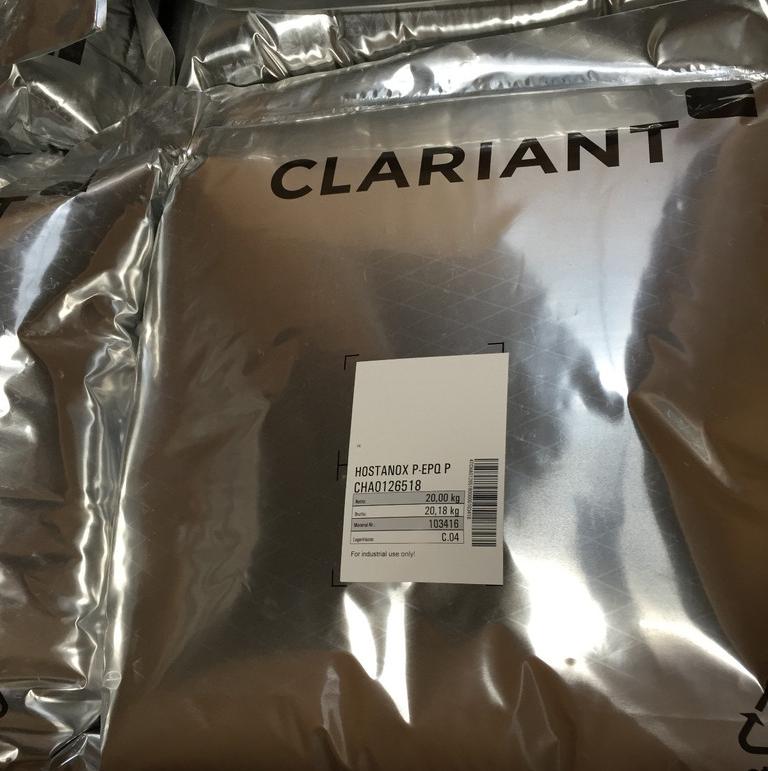 CLARIANT
HOSTANOX P-EPQ P
CHA0126518
Netto: 20,00 kg
Brutto: 20,18 kg
Material-Nr.: 103416
Lagerklasse: C.04
For industrial use only!